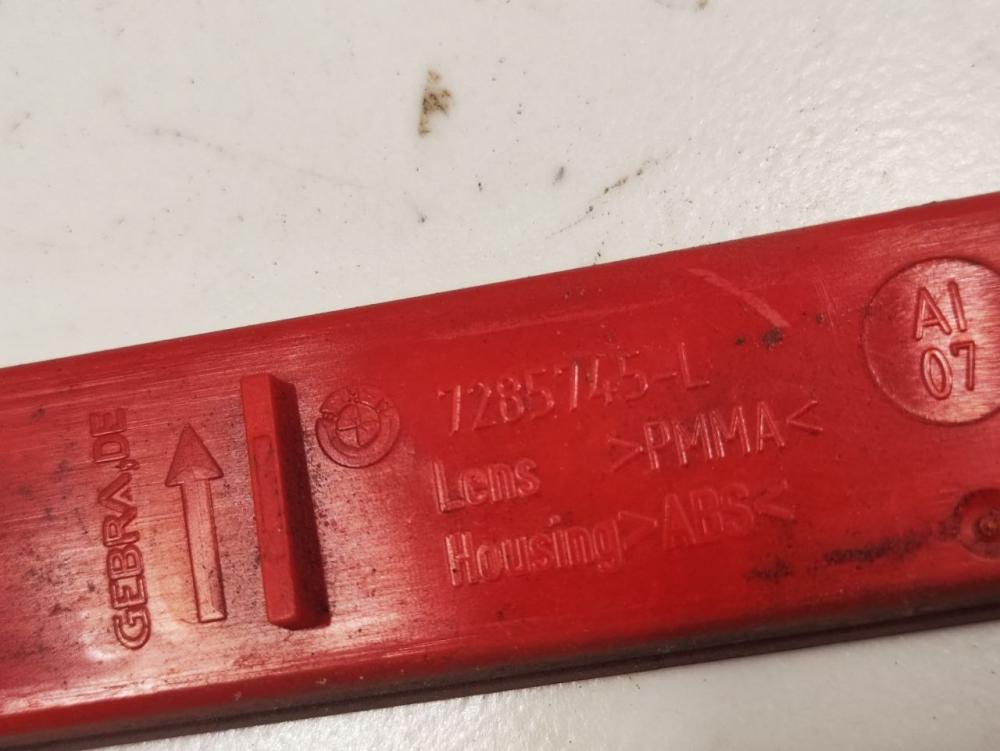 GEBRA.DE
7285745-L
Lens >PMMA<
Housing>ABS<
AI
07